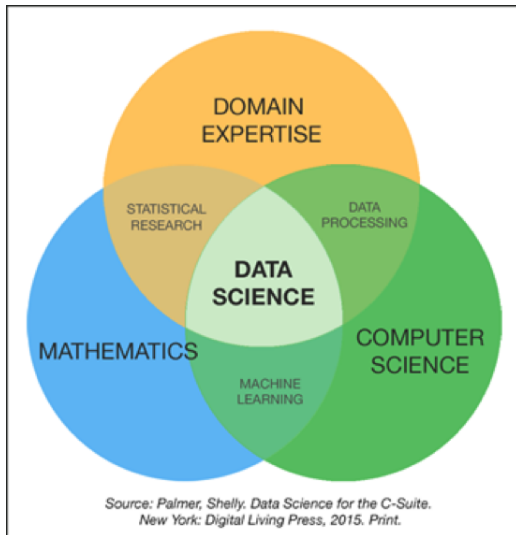 DOMAIN
EXPERTISE
STATISTICAL
RESEARCH
DATA
PROCESSING
DATA
SCIENCE
MATHEMATICS
COMPUTER
SCIENCE
MACHINE
LEARNING
Source: Palmer, Shelly. Data Science for the C-Suite.
New York: Digital Living Press, 2015. Print.